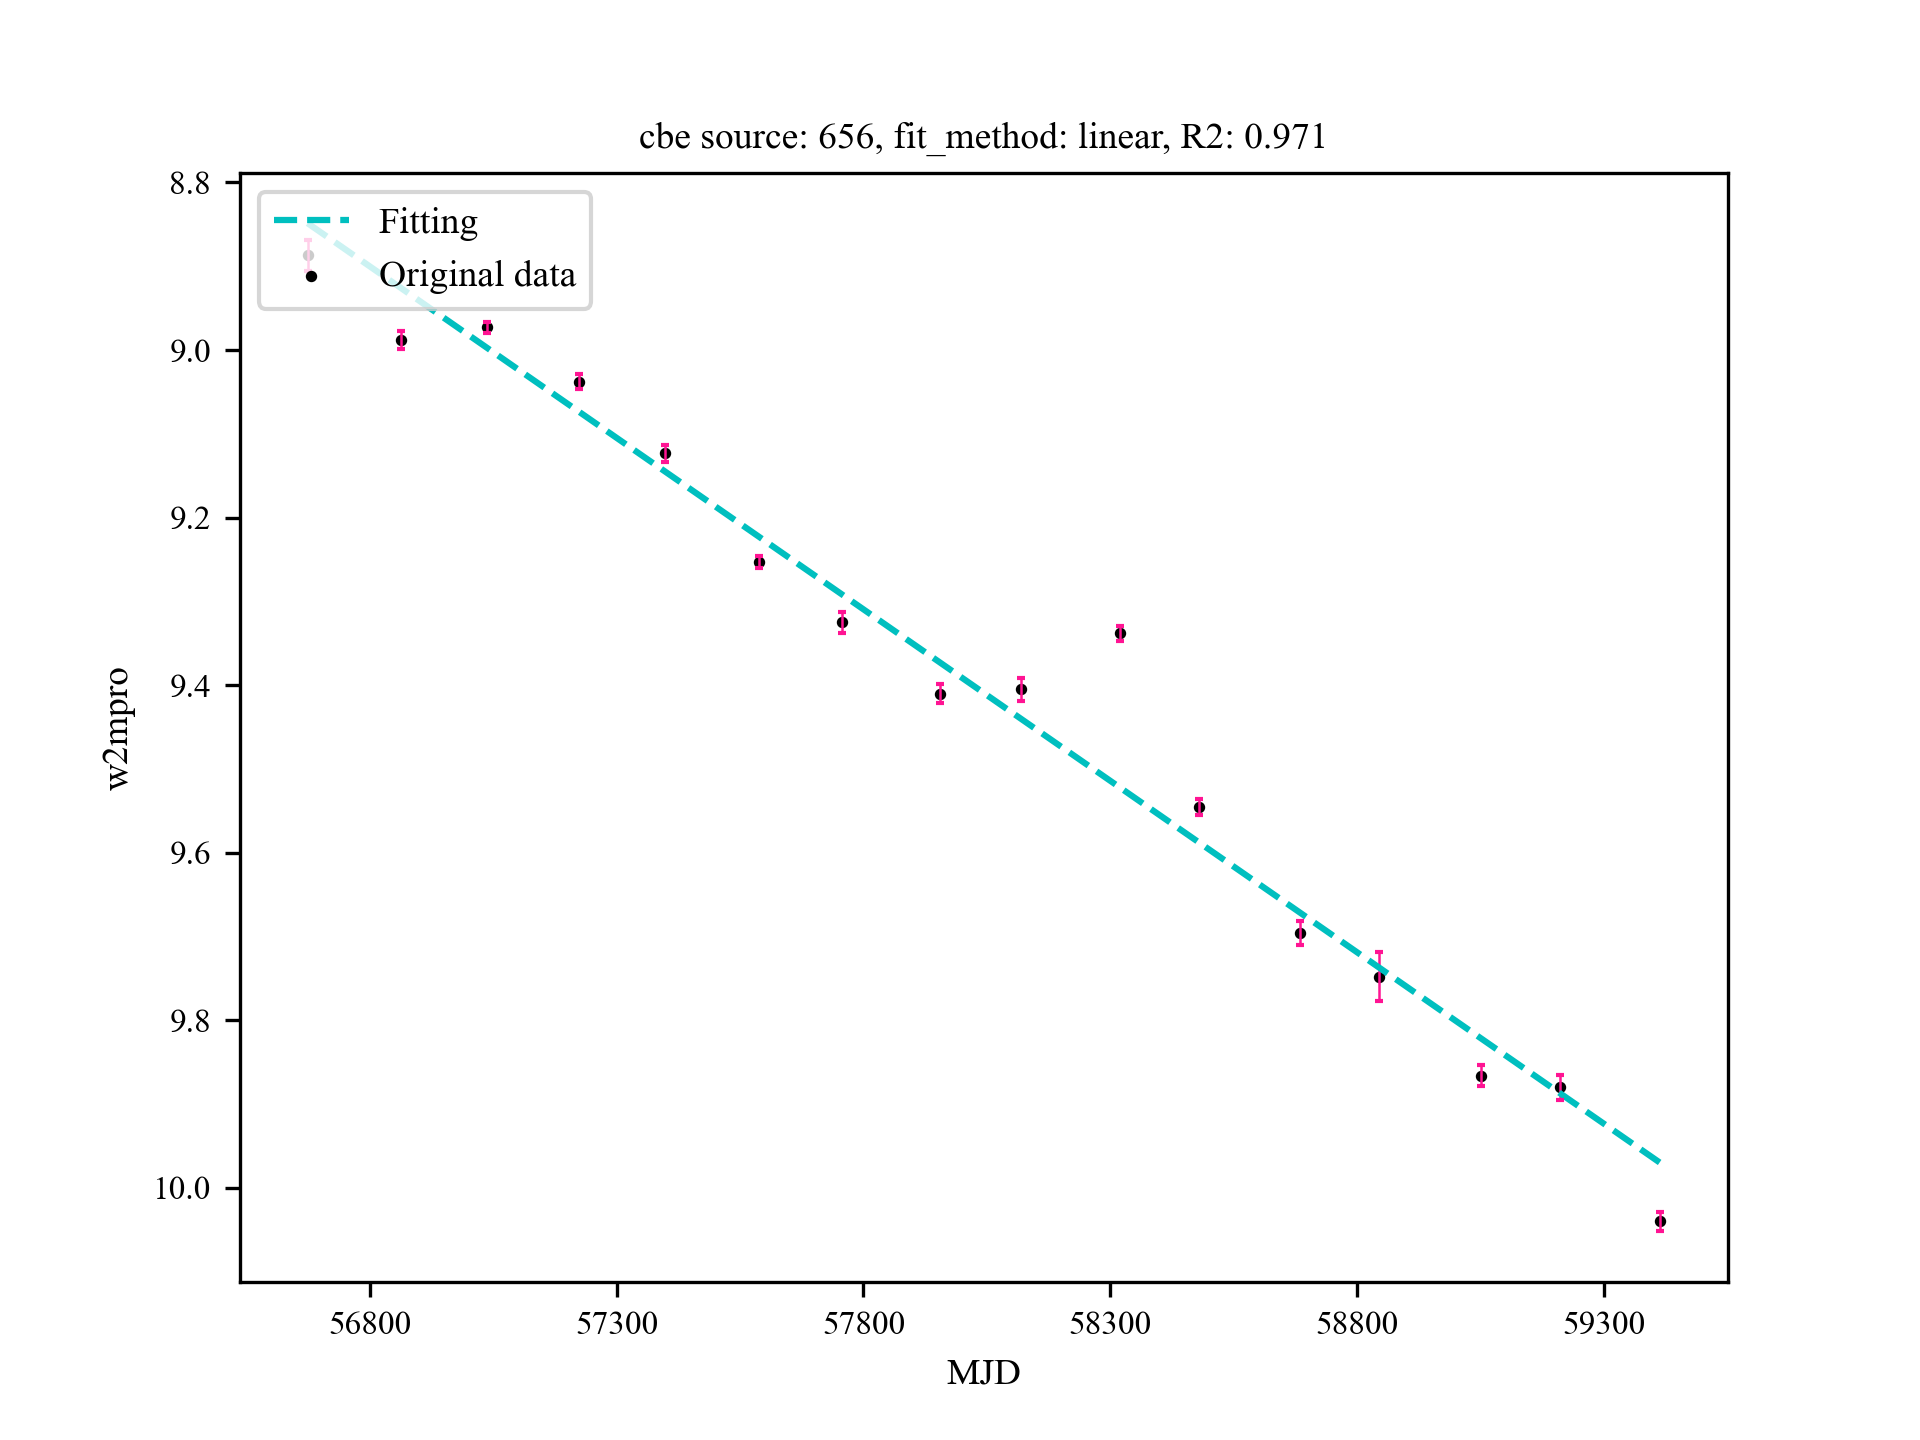 cbe source: 656, fit_method: linear, R2: 0.971
Fitting
Original data
8.8
9.0
9.2
9.4
9.6
9.8
10.0
w2mpro
56800
57300
57800
58300
58800
59300
MJD